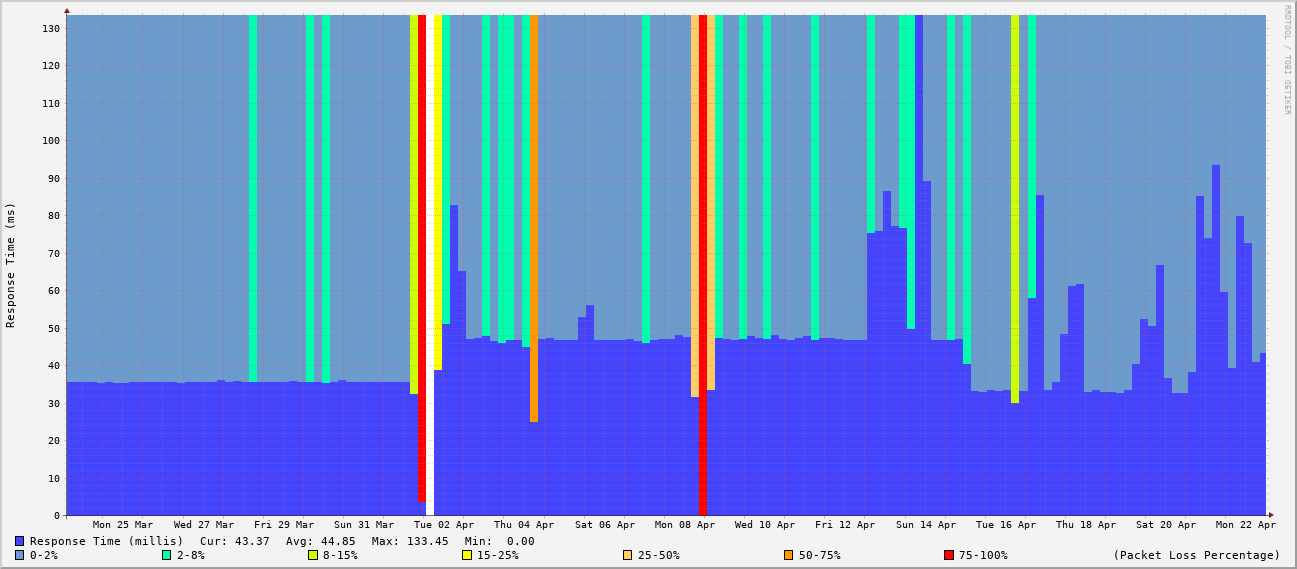 RRDTOOL / TOBI OETIKER
Response Time (ms)
130
120
110
100
90
80
70
60
50
40
30
20
10
0
Mon 25 Mar Wed 27 Mar Fri 29 Mar Sun 31 Mar Tue 02 Apr Thu 04 Apr Sat 06 Apr Mon 08 Apr Wed 10 Apr Fri 12 Apr Sun 14 Apr Tue 16 Apr Thu 18 Apr Sat 20 Apr Mon 22 Apr
Response Time (millis) Cur: 43.37 Avg: 44.85 Max: 133.45 Min: 0.00
0-2% 2-8% 8-15% 15-25% 25-50% 50-75% 75-100% (Packet Loss Percentage)